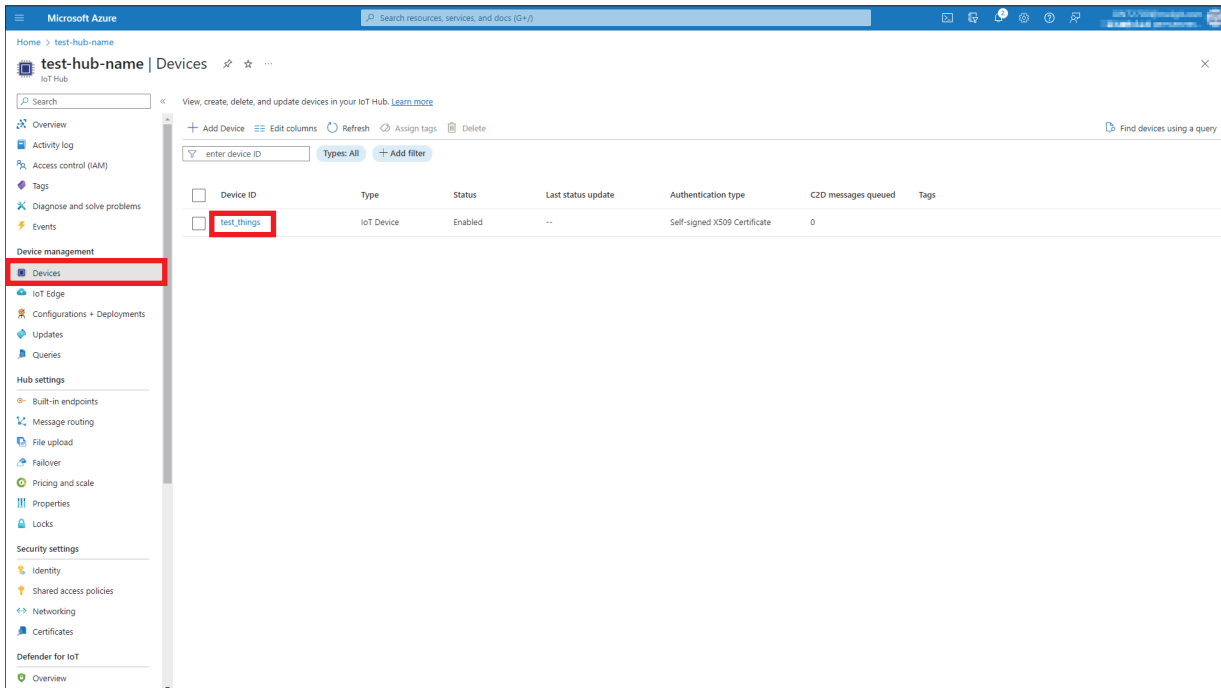 Microsoft Azure
Search resources, services, and docs (G+/)
2
Home > test-hub-name
test-hub-name | Devices
IoT Hub
Search
View, create, delete, and update devices in your IoT Hub. Learn more
Overview
Activity log
Access control (IAM)
Tags
Diagnose and solve problems
Events
Device management
Devices
IoT Edge
Configurations + Deployments
Updates
Queries
Hub settings
Built-in endpoints
Message routing
File upload
Failover
Pricing and scale
Properties
Locks
Security settings
Identity
Shared access policies
Networking
Certificates
Defender for IoT
Overview
Add Device Edit columns Refresh Assign tags Delete Find devices using a query
enter device ID Types: All Add filter
Device ID Type Status Last status update Authentication type C2D messages queued Tags
test_things IoT Device Enabled -- Self-signed X509 Certificate 0